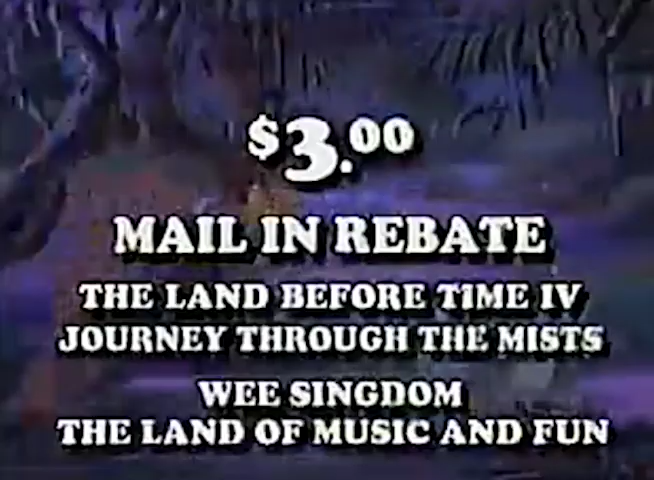 $3.00
MAIL IN REBATE
THE LAND BEFORE TIME IV
JOURNEY THROUGH THE MISTS
WEE SINGDOM
THE LAND OF MUSIC AND FUN